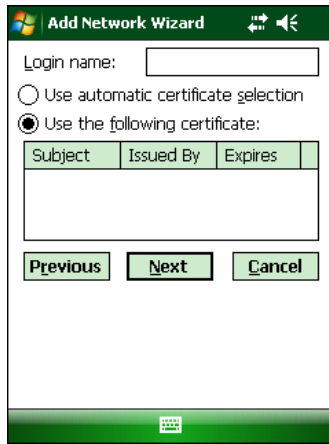 Add Network Wizard
Login name:
Use automatic certificate selection
Use the following certificate:
Subject Issued By Expires
Previous Next Cancel